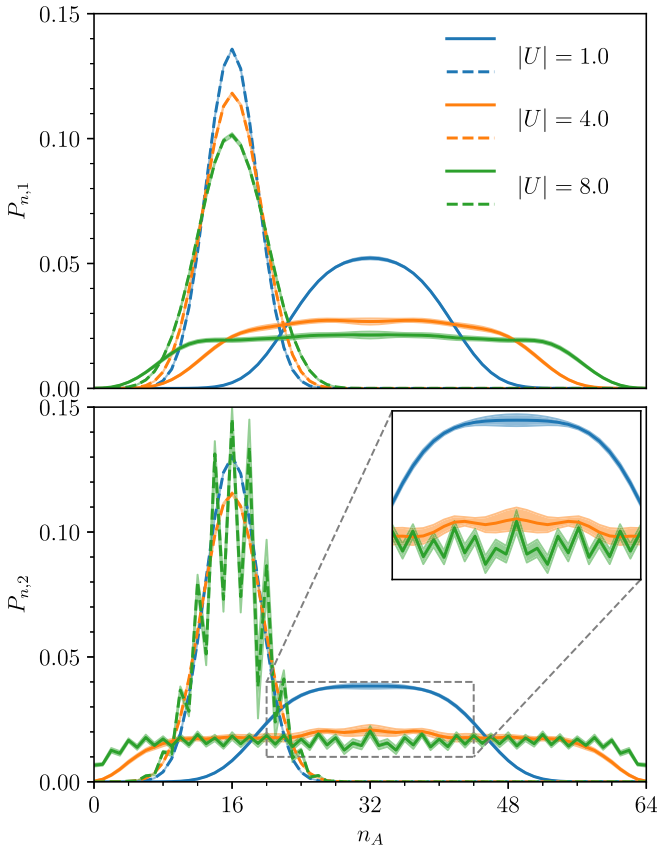 0.15
0.10
0.05
0.00
P_{n,1}
|U| = 1.0
|U| = 4.0
|U| = 8.0
0.15
0.10
0.05
0.00
P_{n,2}
0
16
32
48
64
n_A